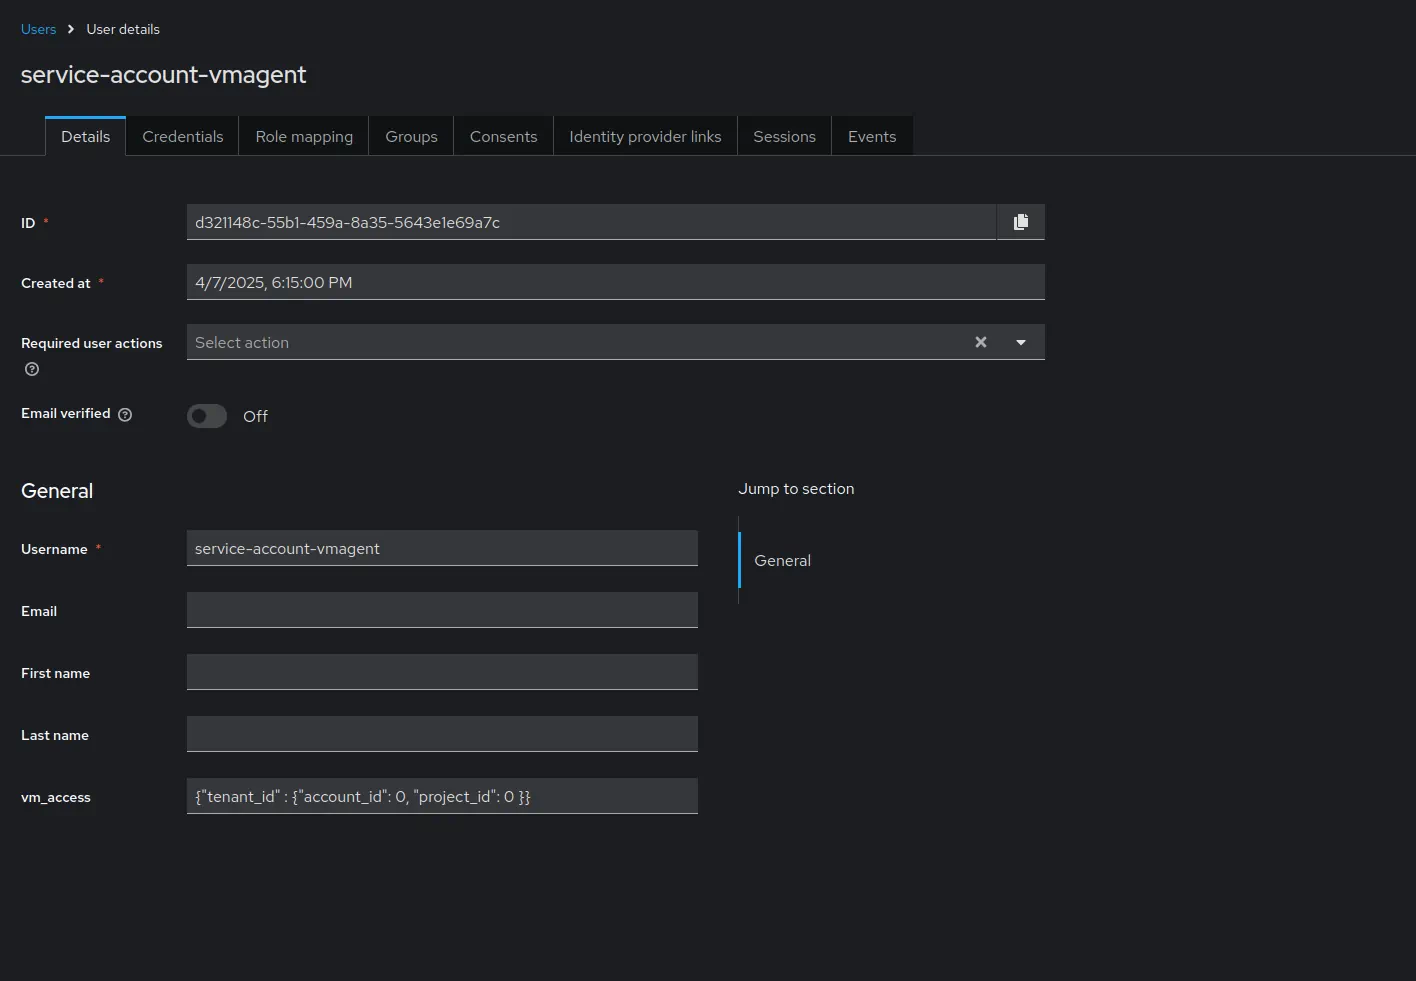 Users > User details
service-account-vmagent
Details Credentials Role mapping Groups Consents Identity provider links Sessions Events
ID * d321148c-55b1-459a-8a35-5643e1e69a7c
Created at * 4/7/2025, 6:15:00 PM
Required user actions Select action
Email verified Off
General
Jump to section
General
Username * service-account-vmagent
Email
First name
Last name
vm_access {"tenant_id" : {"account_id": 0, "project_id": 0 }}